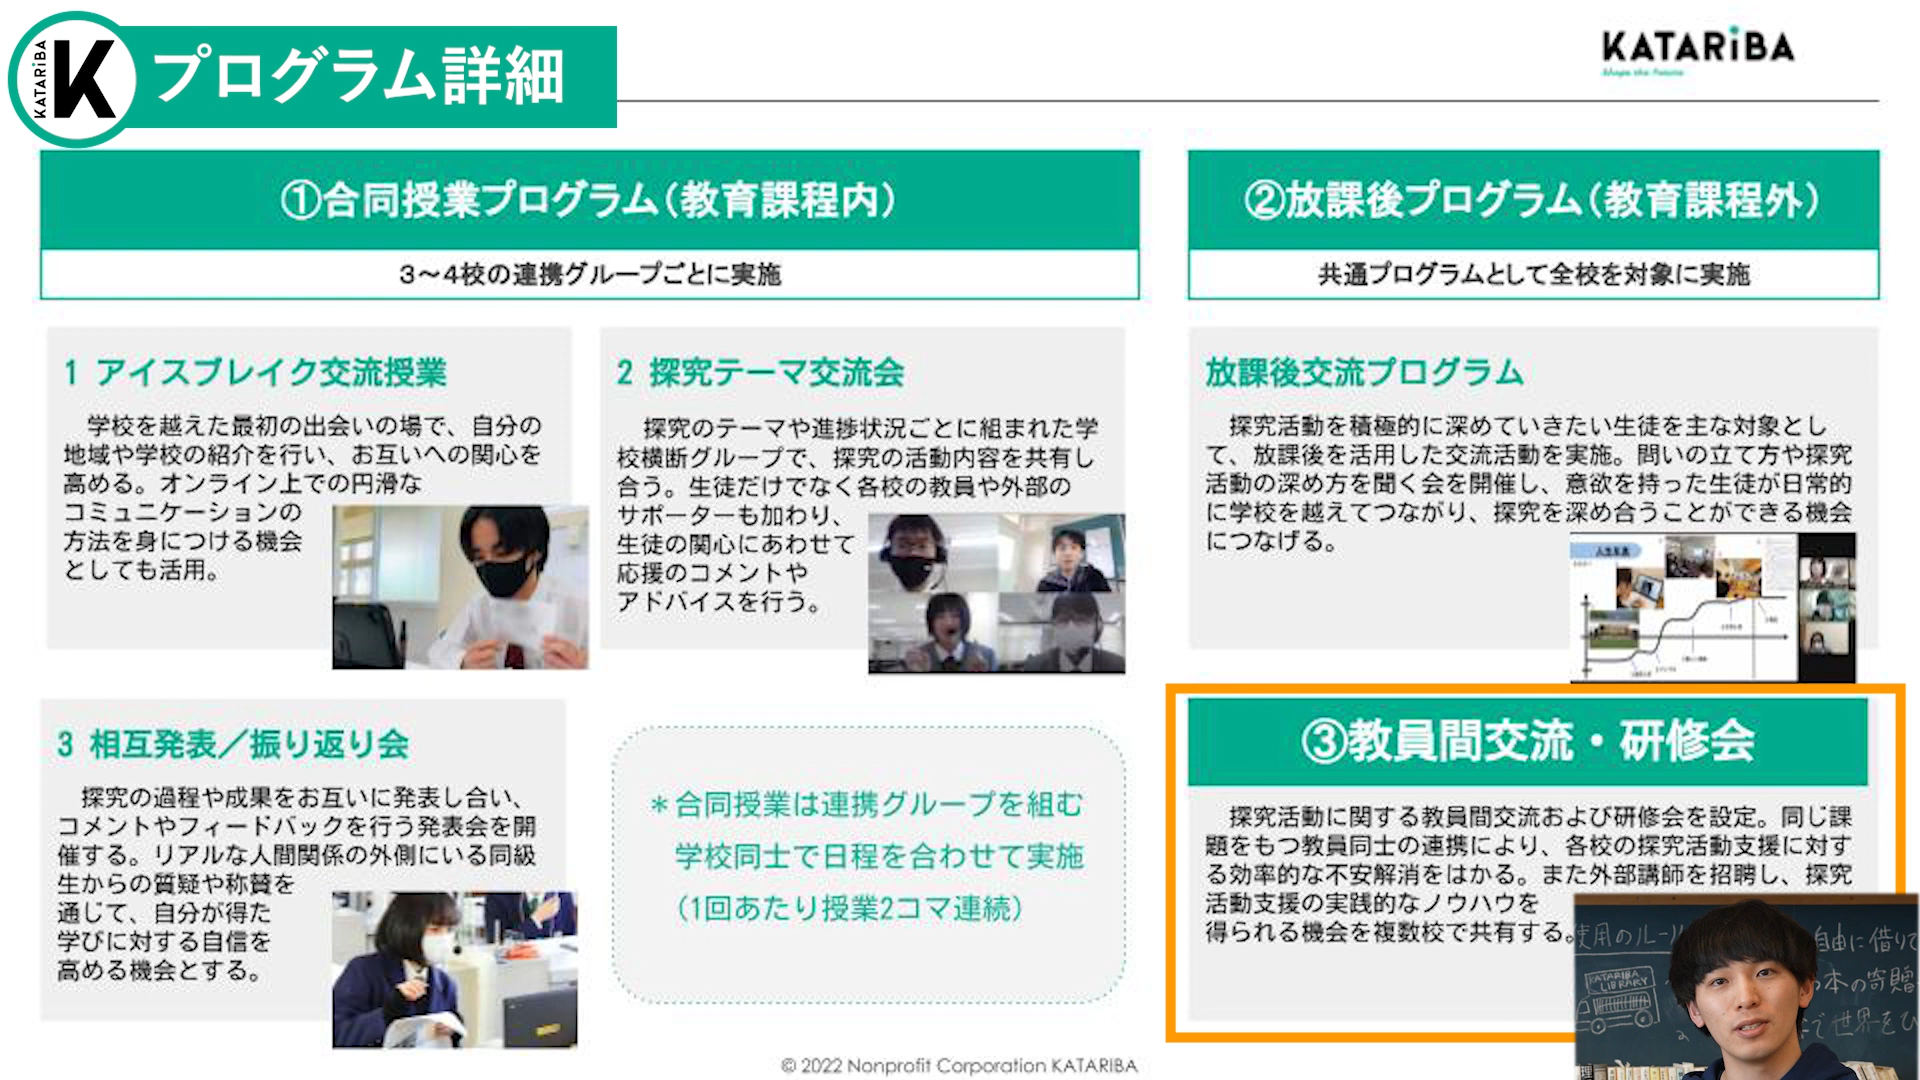 KATARiBA
K
プログラム詳細
KATARiBA
①合同授業プログラム（教育課程内）
3〜4校の連携グループごとに実施
②放課後プログラム（教育課程外）
共通プログラムとして全校を対象に実施
1 アイスブレイク交流授業
学校を越えた最初の出会いの場で、自分の
地域や学校の紹介を行い、お互いへの関心を
高める。オンライン上での円滑な
コミュニケーションの
方法を身につける機会
としても活用。
2 探究テーマ交流会
探究のテーマや進捗状況ごとに組まれた学
校横断グループで、探究の活動内容を共有し
合う。生徒だけでなく各校の教員や外部の
サポーターも加わり、
生徒の関心にあわせて
応援のコメントや
アドバイスを行う。
放課後交流プログラム
探究活動を積極的に深めていきたい生徒を主な対象とし
て、放課後を活用した交流活動を実施。問いの立て方や探究
活動の深め方を聞く会を開催し、意欲を持った生徒が日常的
に学校を越えてつながり、探究を深め合うことができる機会
につなげる。
3 相互発表／振り返り会
探究の過程や成果をお互いに発表し合い、
コメントやフィードバックを行う発表会を開
催する。リアルな人間関係の外側にいる同級
生からの質疑や称賛を
通じて、自分が得た
学びに対する自信を
高める機会とする。
＊合同授業は連携グループを組む
学校同士で日程を合わせて実施
（1回あたり授業2コマ連続）
③教員間交流・研修会
探究活動に関する教員間交流および研修会を設定。同じ課
題をもつ教員同士の連携により、各校の探究活動支援に対す
る効率的な不安解消をはかる。また外部講師を招聘し、探究
活動支援の実践的なノウハウを
得られる機会を複数校で共有する。
使用のルール
自由に借りて
本の寄贈
で世界をひ
KATARIBA
LIBRARY
© 2022 Nonprofit Corporation KATARIBA